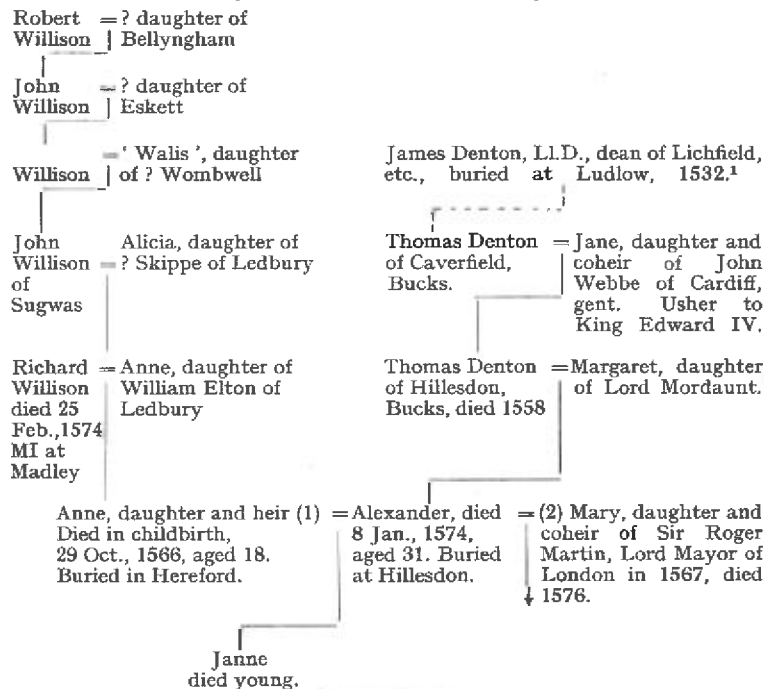 Robert = ? daughter of
Willison Bellyngham
John = ? daughter of
Willison Eskett
= ' Walis ', daughter
Willison of ? Wombwell
James Denton, Ll.D., dean of Lichfield,
etc., buried at Ludlow, 1532.¹
John Alicia, daughter of
Willison = ? Skippe of Ledbury
of
Sugwas
Thomas Denton = Jane, daughter and
of Caverfield, coheir of John
Bucks. Webbe of Cardiff,
gent. Usher to
King Edward IV.
Richard = Anne, daughter of
Willison William Elton of
died 25 Ledbury
Feb.,1574
MI at
Madley
Thomas Denton = Margaret, daughter
of Hillesdon, of Lord Mordaunt.
Bucks, died 1558
Anne, daughter and heir (1) = Alexander, died = (2) Mary, daughter and
Died in childbirth, 8 Jan., 1574, coheir of Sir Roger
29 Oct., 1566, aged 18. aged 31. Buried Martin, Lord Mayor of
Buried in Hereford. at Hillesdon. London in 1567, died
1576.
Janne
died young.